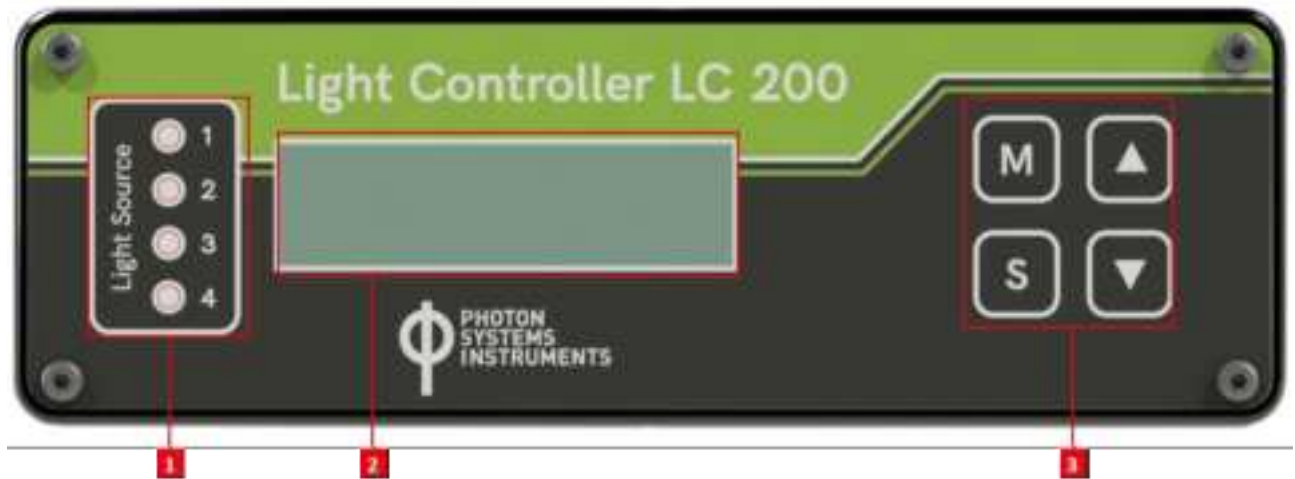 Light Controller LC 200
Light Source
1
2
3
4
M
S
PHOTON
SYSTEMS
INSTRUMENTS
1
2
3